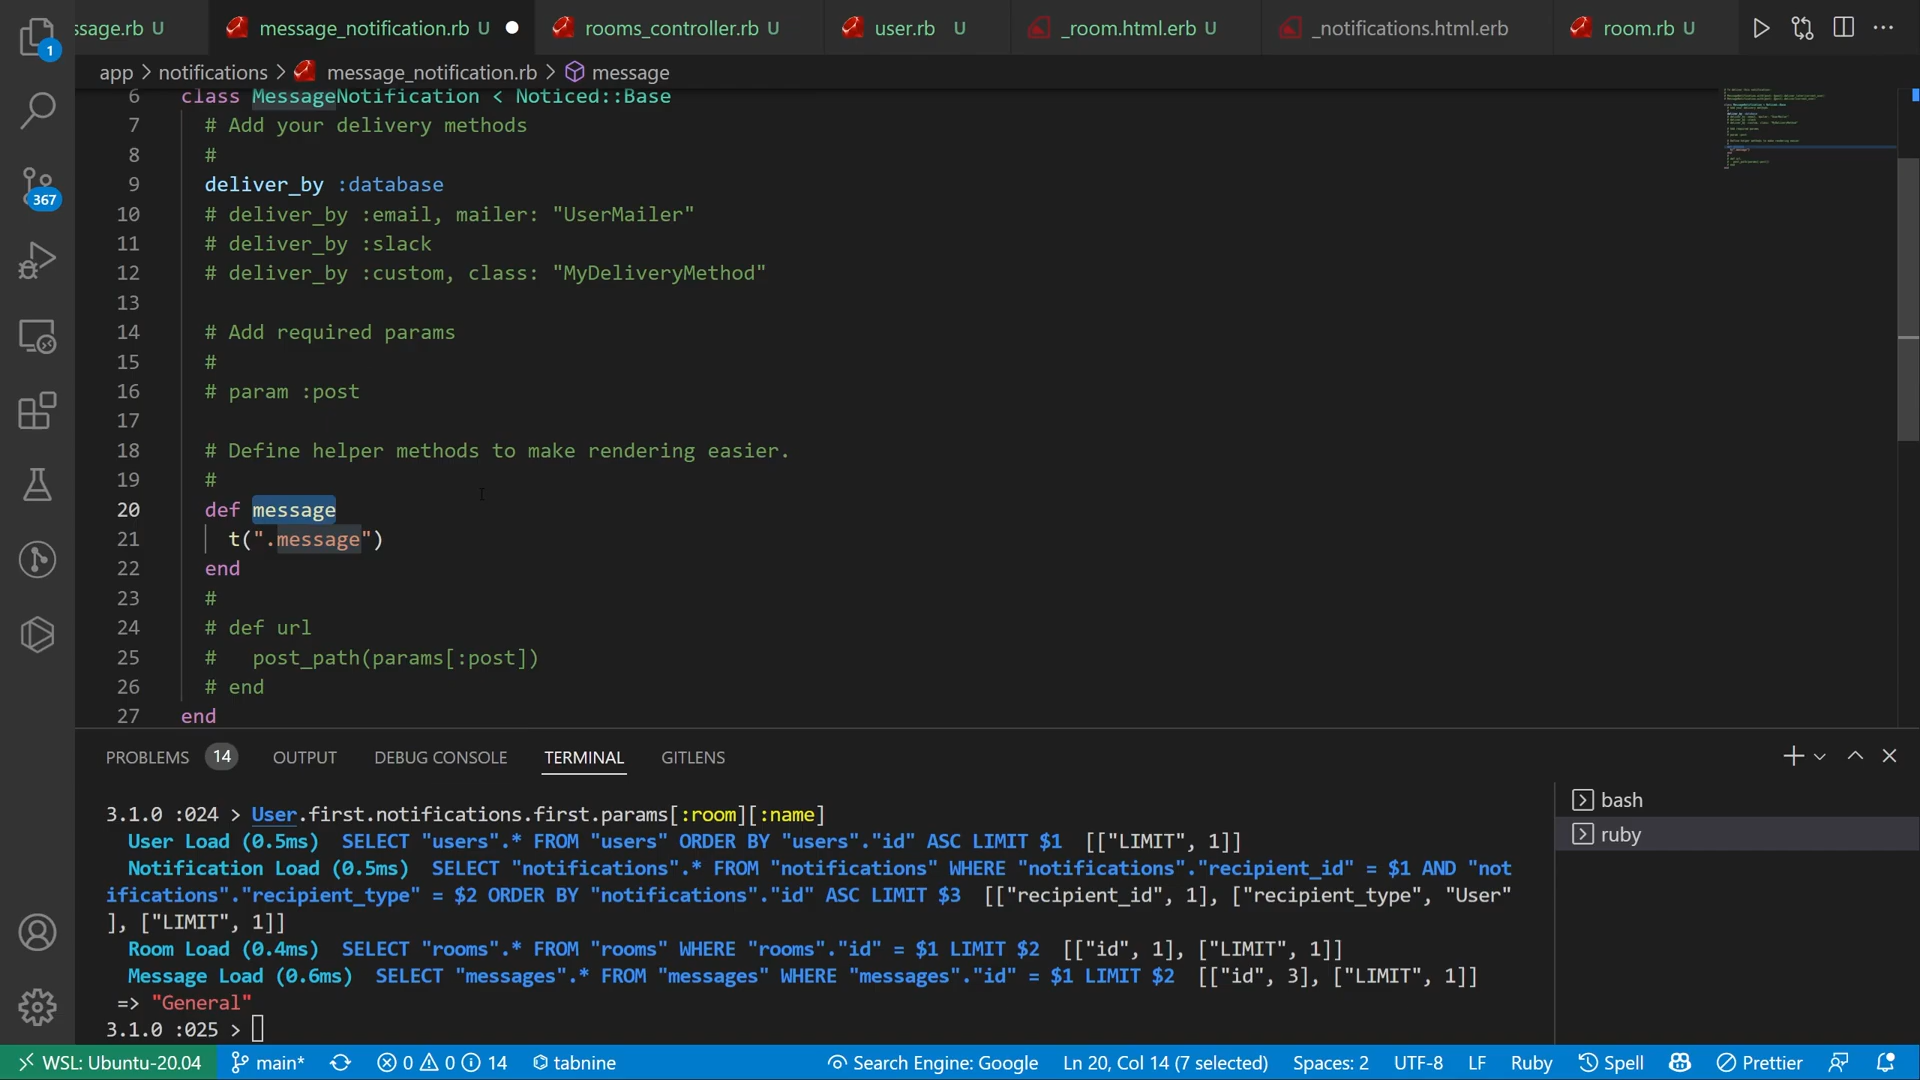 ssage.rb U
message_notification.rb U
rooms_controller.rb U
user.rb U
_room.html.erb U
_notifications.html.erb
room.rb U
1
app > notifications > message_notification.rb > message
6 class MessageNotification < Noticed::Base
7 # Add your delivery methods
8 #
9 deliver_by :database
10 # deliver_by :email, mailer: "UserMailer"
11 # deliver_by :slack
12 # deliver_by :custom, class: "MyDeliveryMethod"
13
14 # Add required params
15 #
16 # param :post
17
18 # Define helper methods to make rendering easier.
19 #
20 def message
21 t(".message")
22 end
23 #
24 # def url
25 # post_path(params[:post])
26 # end
27 end
367
PROBLEMS 14 OUTPUT DEBUG CONSOLE TERMINAL GITLENS
3.1.0 :024 > User.first.notifications.first.params[:room][:name]
User Load (0.5ms) SELECT "users".* FROM "users" ORDER BY "users"."id" ASC LIMIT $1 [["LIMIT", 1]]
Notification Load (0.5ms) SELECT "notifications".* FROM "notifications" WHERE "notifications"."recipient_id" = $1 AND "not
ifications"."recipient_type" = $2 ORDER BY "notifications"."id" ASC LIMIT $3 [["recipient_id", 1], ["recipient_type", "User"
], ["LIMIT", 1]]
Room Load (0.4ms) SELECT "rooms".* FROM "rooms" WHERE "rooms"."id" = $1 LIMIT $2 [["id", 1], ["LIMIT", 1]]
Message Load (0.6ms) SELECT "messages".* FROM "messages" WHERE "messages"."id" = $1 LIMIT $2 [["id", 3], ["LIMIT", 1]]
=> "General"
3.1.0 :025 >
bash
ruby
WSL: Ubuntu-20.04 main* 0 0 14 tabnine Search Engine: Google Ln 20, Col 14 (7 selected) Spaces: 2 UTF-8 LF Ruby Spell Prettier